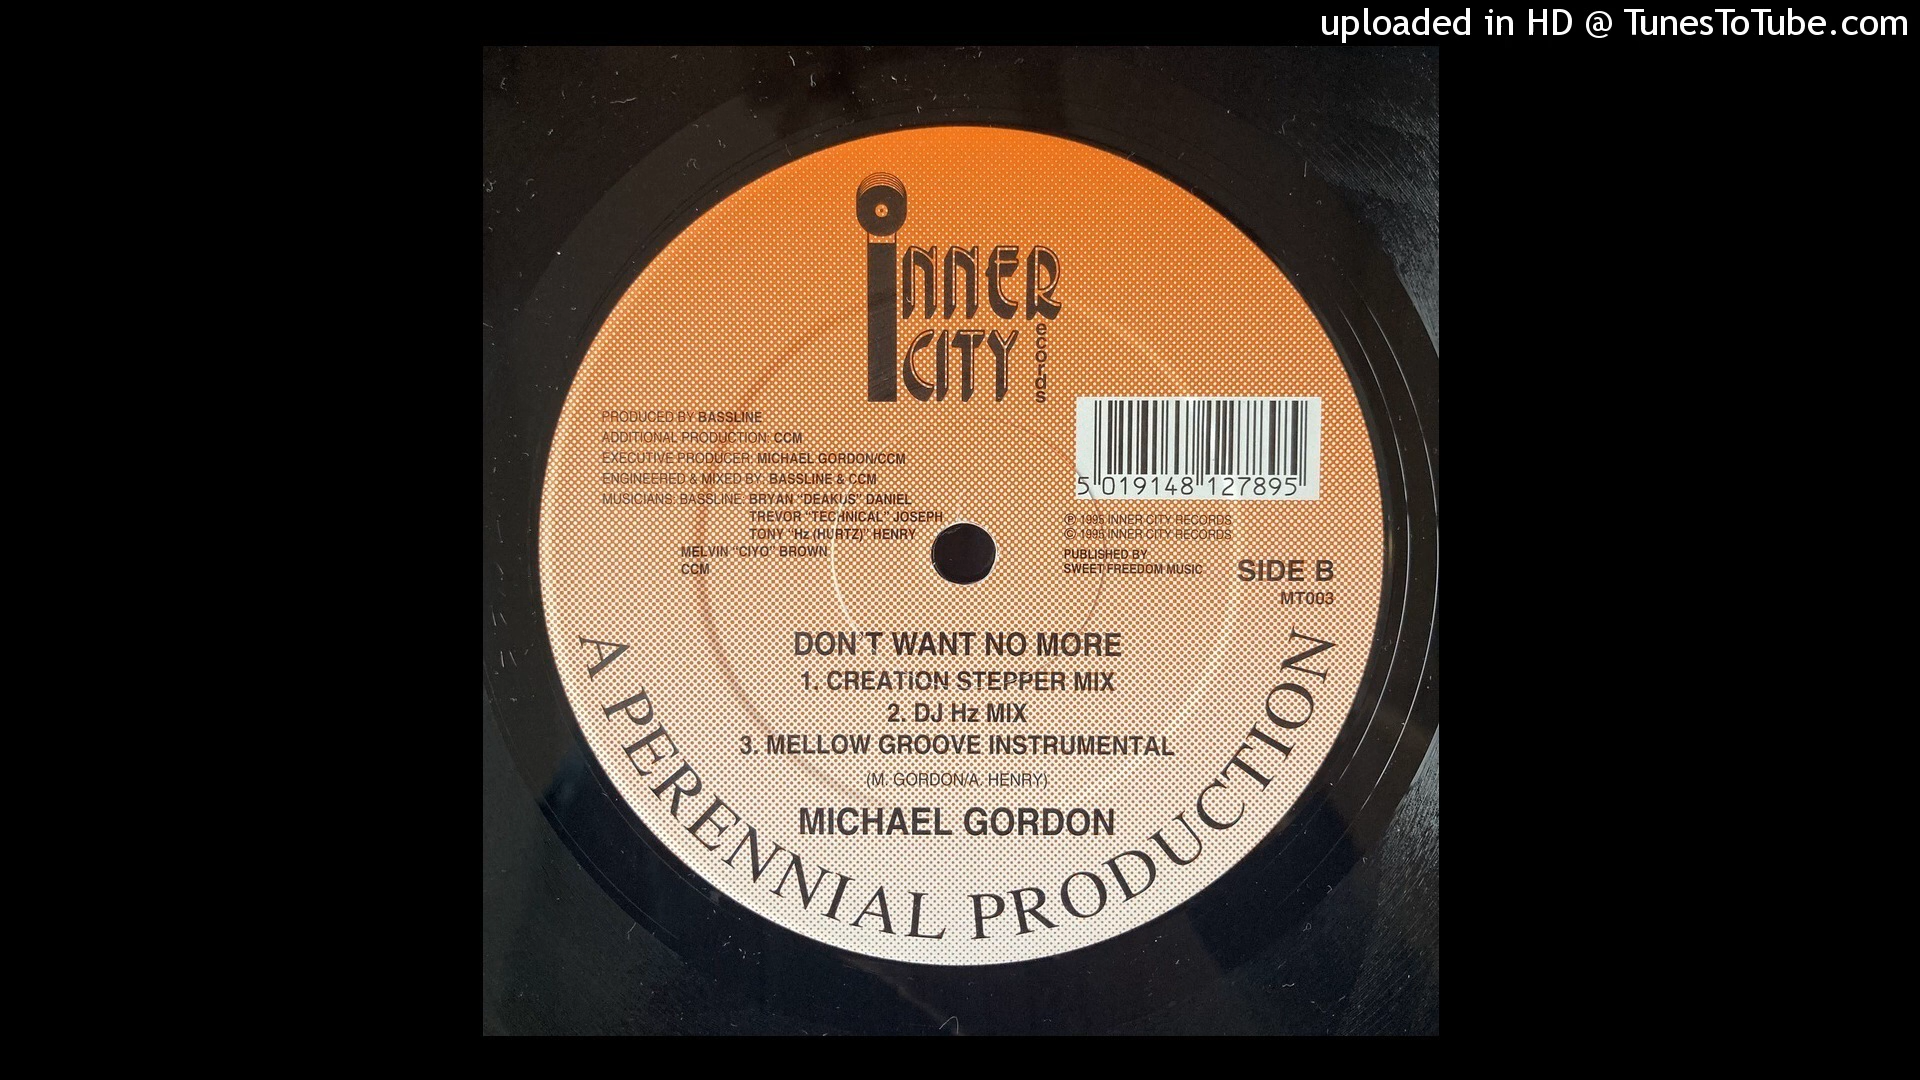 uploaded in HD @ TunesToTube.com
INNER
CITY
Records
PRODUCED BY BASSLINE
ADDITIONAL PRODUCTION: CCM
EXECUTIVE PRODUCER: MICHAEL GORDON/CCM
ENGINEERED & MIXED BY: BASSLINE & CCM
MUSICIANS: BASSLINE: BRYAN "DEAKUS" DANIEL
TREVOR "TECHNICAL" JOSEPH
TONY "Hz (HURTZ)" HENRY
MELVIN "CIYO" BROWN
CCM
5 019148 127895
℗ 1995 INNER CITY RECORDS
© 1995 INNER CITY RECORDS
PUBLISHED BY
SWEET FREEDOM MUSIC
SIDE B
MT003
DON'T WANT NO MORE
1. CREATION STEPPER MIX
2. DJ Hz MIX
3. MELLOW GROOVE INSTRUMENTAL
(M. GORDON/A. HENRY)
MICHAEL GORDON
A PERENNIAL PRODUCTION